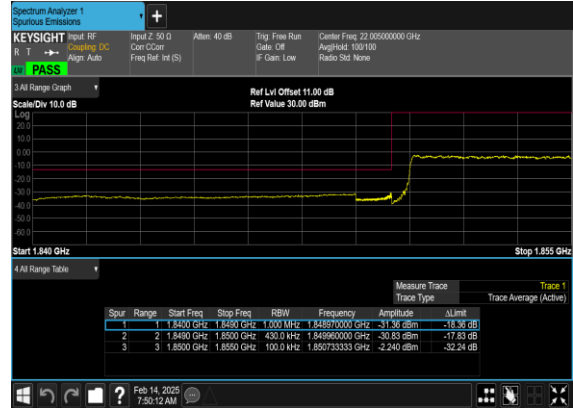 Spectrum Analyzer 1
Spurious Emissions
KEYSIGHT Input: RF Input Z: 50 Ω Atten: 40 dB Trig: Free Run Center Freq: 22.005000000 GHz
R T Coupling: DC Corr CCorr Gate: Off Avg|Hold: 100/100
Align: Auto Freq Ref: Int (S) IF Gain: Low Radio Std: None
PASS
3 All Range Graph
Ref Lvl Offset 11.00 dB
Scale/Div 10.0 dB Ref Value 30.00 dBm
Log
20.0
10.0
0.00
-10.0
-20.0
-30.0
-40.0
-50.0
-60.0
Start 1.840 GHz Stop 1.855 GHz
4 All Range Table
Measure Trace Trace 1
Trace Type Trace Average (Active)
Spur Range Start Freq Stop Freq RBW Frequency Amplitude ΔLimit
1 1 1.8400 GHz 1.8490 GHz 1.000 MHz 1.848970000 GHz -31.36 dBm -18.36 dB
2 2 1.8490 GHz 1.8500 GHz 430.0 kHz 1.849960000 GHz -30.83 dBm -17.83 dB
3 3 1.8500 GHz 1.8550 GHz 100.0 kHz 1.850733333 GHz -2.240 dBm -32.24 dB
Feb 14, 2025
7:50:12 AM